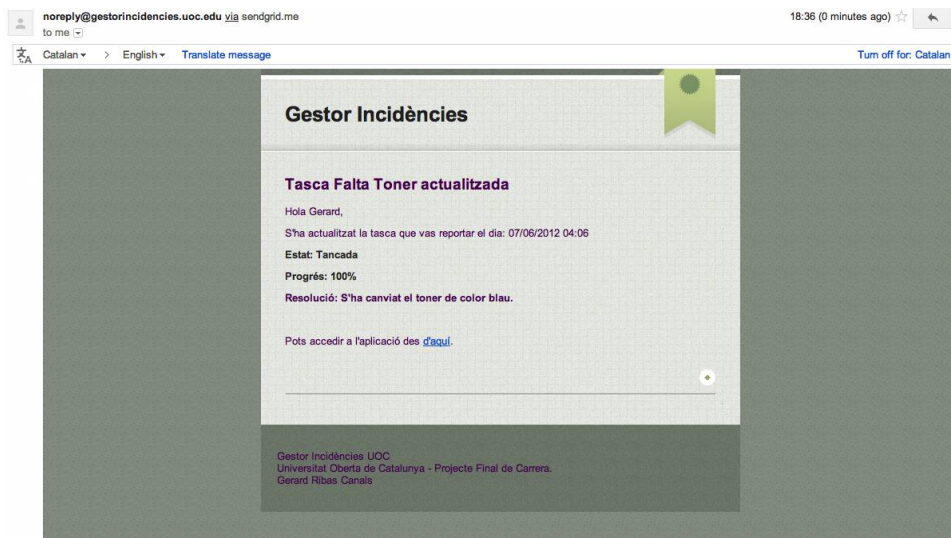 noreply@gestorincidencies.uoc.edu via sendgrid.me
18:36 (0 minutes ago)
to me
Catalan > English Translate message
Turn off for: Catalan
Gestor Incidències
Tasca Falta Toner actualitzada
Hola Gerard,
S'ha actualitzat la tasca que vas reportar el dia: 07/06/2012 04:06
Estat: Tancada
Progrés: 100%
Resolució: S'ha canviat el toner de color blau.
Pots accedir a l'aplicació des d'aquí.
Gestor Incidències UOC
Universitat Oberta de Catalunya - Projecte Final de Carrera.
Gerard Ribas Canals